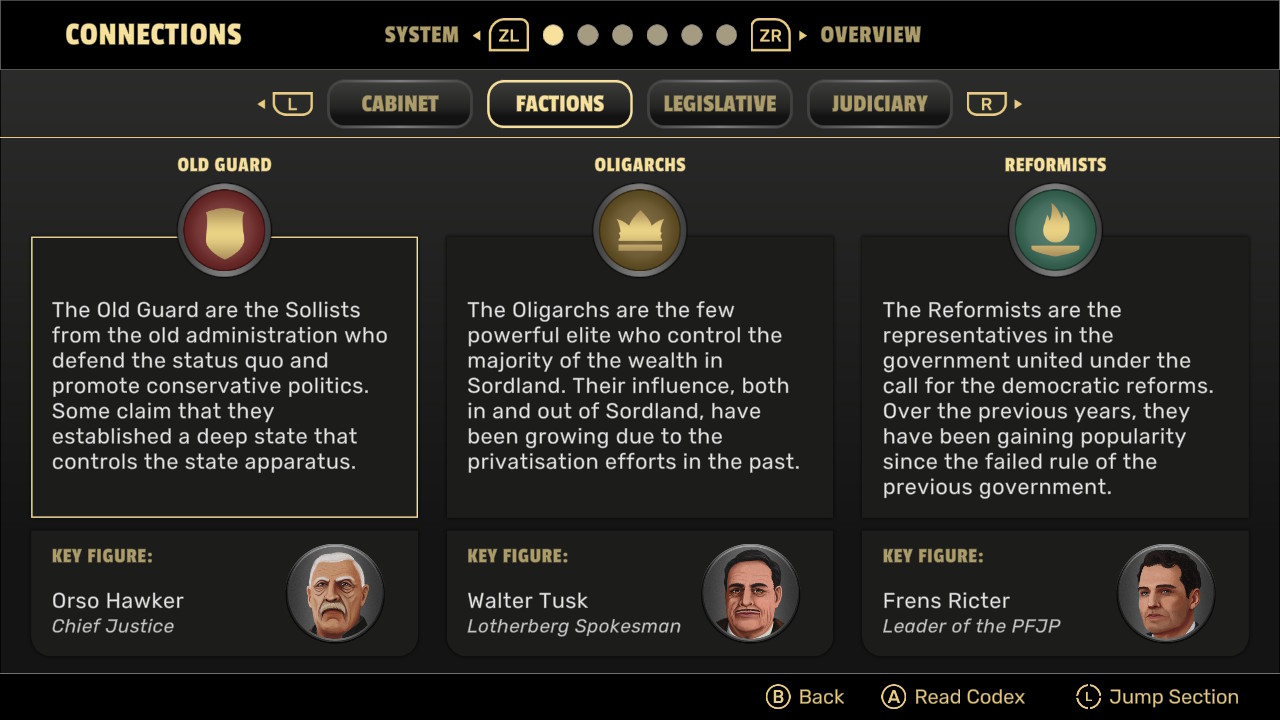 CONNECTIONS
SYSTEM ZL ZR OVERVIEW
L CABINET FACTIONS LEGISLATIVE JUDICIARY R
OLD GUARD
The Old Guard are the Sollists
from the old administration who
defend the status quo and
promote conservative politics.
Some claim that they
established a deep state that
controls the state apparatus.
KEY FIGURE:
Orso Hawker
Chief Justice
OLIGARCHS
The Oligarchs are the few
powerful elite who control the
majority of the wealth in
Sordland. Their influence, both
in and out of Sordland, have
been growing due to the
privatisation efforts in the past.
KEY FIGURE:
Walter Tusk
Lotherberg Spokesman
REFORMISTS
The Reformists are the
representatives in the
government united under the
call for the democratic reforms.
Over the previous years, they
have been gaining popularity
since the failed rule of the
previous government.
KEY FIGURE:
Frens Ricter
Leader of the PFJP
B Back A Read Codex L Jump Section